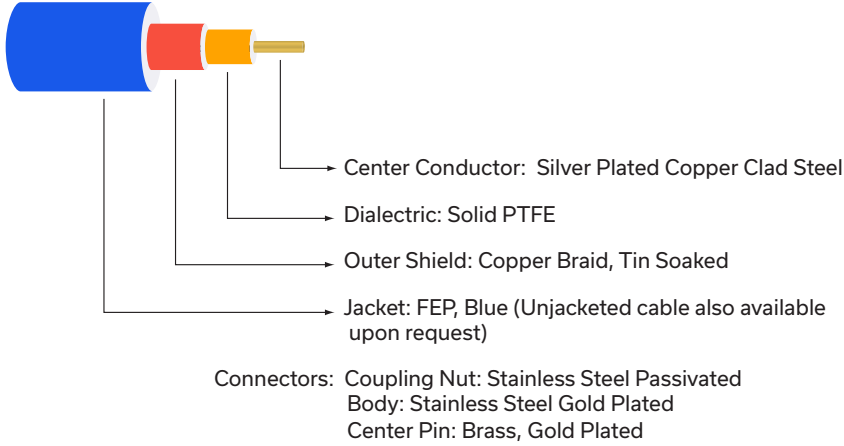 Center Conductor: Silver Plated Copper Clad Steel
Dialectric: Solid PTFE
Outer Shield: Copper Braid, Tin Soaked
Jacket: FEP, Blue (Unjacketed cable also available
upon request)
Connectors: Coupling Nut: Stainless Steel Passivated
Body: Stainless Steel Gold Plated
Center Pin: Brass, Gold Plated